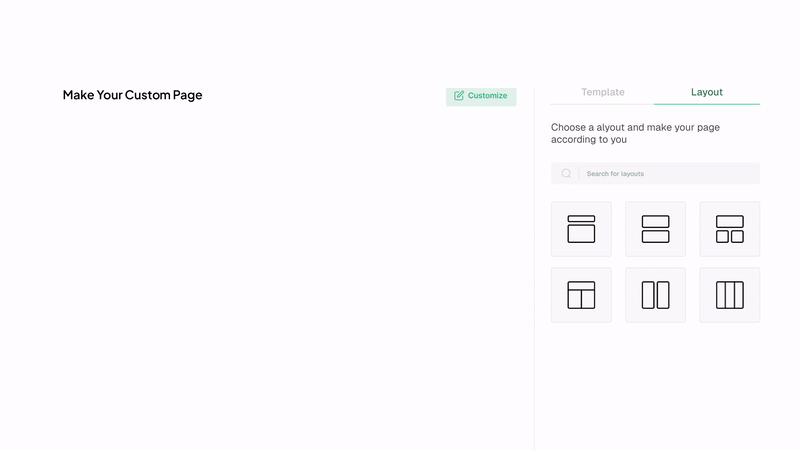 Make Your Custom Page
Customize
Template
Layout
Choose a alyout and make your page
according to you
Search for layouts